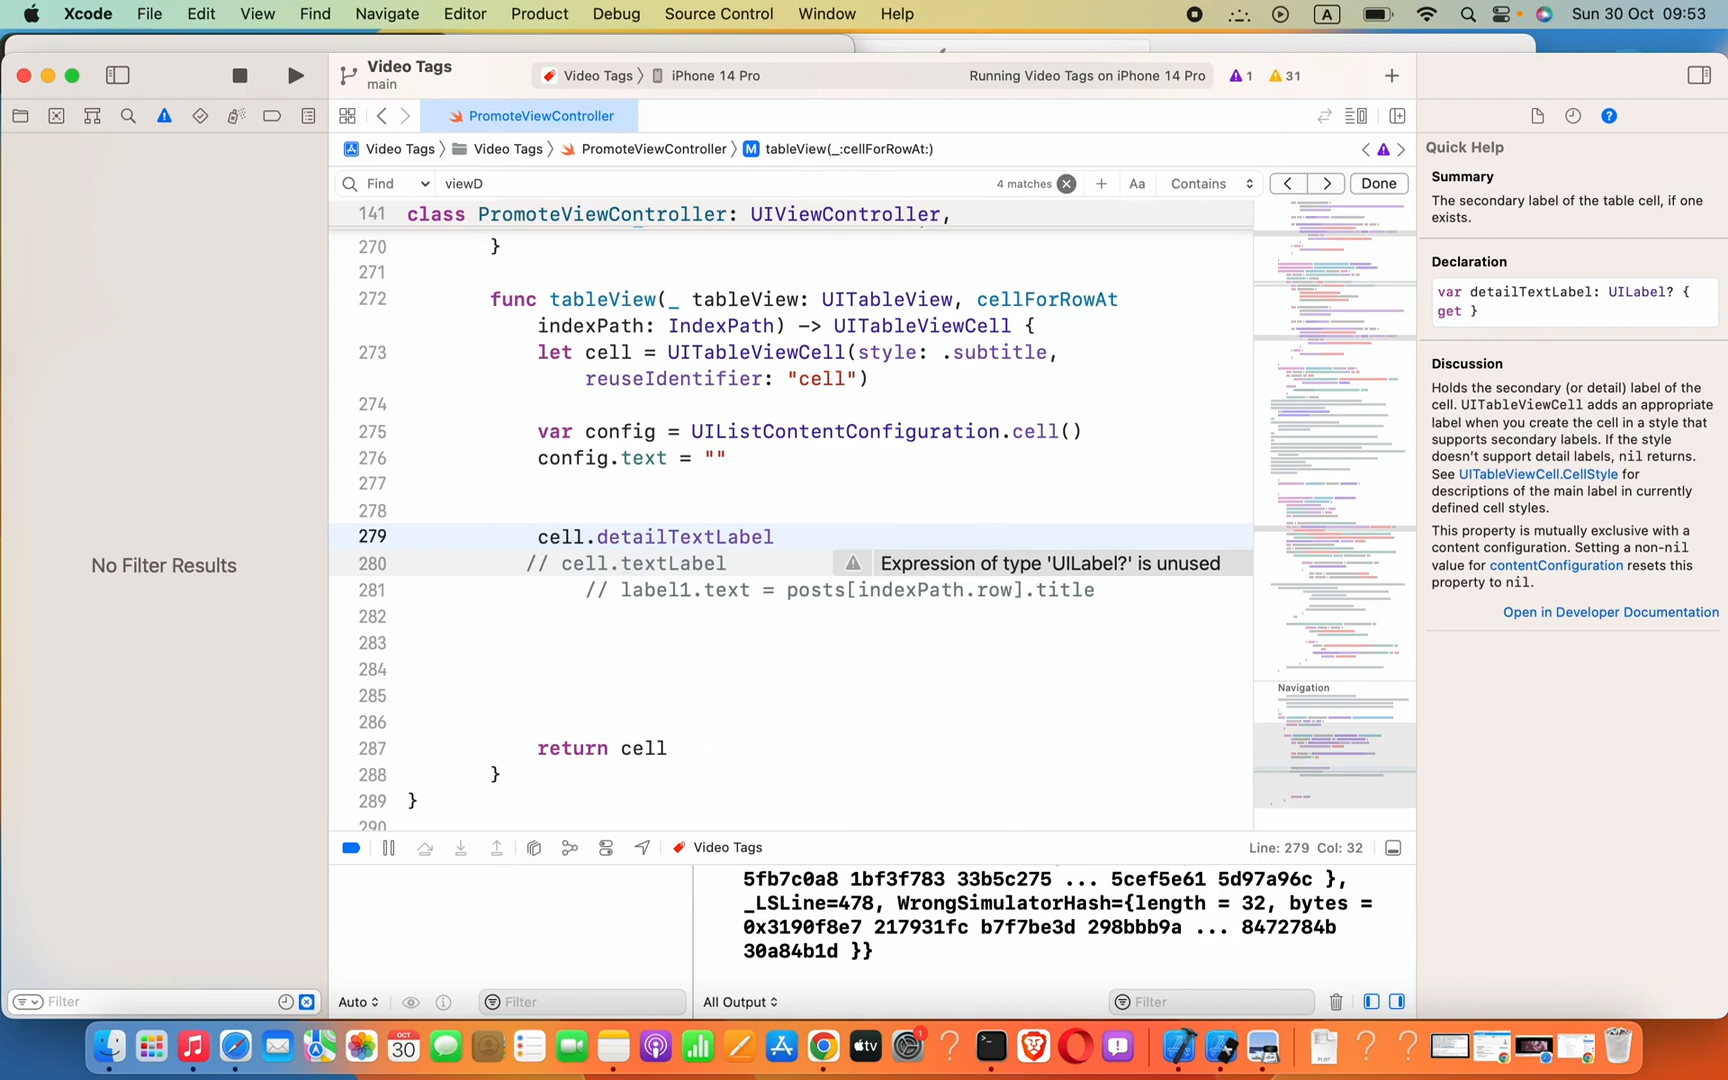 Xcode File Edit View Find Navigate Editor Product Debug Source Control Window Help A Sun 30 Oct 09:53
Video Tags
main
Video Tags 〉 iPhone 14 Pro
Running Video Tags on iPhone 14 Pro
1 31
PromoteViewController
Video Tags 〉 Video Tags 〉 PromoteViewController 〉 M tableView(_:cellForRowAt:)
Find viewD 4 matches Aa Contains Done
141 class PromoteViewController: UIViewController,
270 }
271
272 func tableView(_ tableView: UITableView, cellForRowAt
indexPath: IndexPath) -> UITableViewCell {
273 let cell = UITableViewCell(style: .subtitle,
reuseIdentifier: "cell")
274
275 var config = UIListContentConfiguration.cell()
276 config.text = ""
277
278
279 cell.detailTextLabel
280 // cell.textLabel Expression of type 'UILabel?' is unused
281 // label1.text = posts[indexPath.row].title
282
283
284
285
286
287 return cell
288 }
289 }
290
Navigation
No Filter Results
Filter
Quick Help
Summary
The secondary label of the table cell, if one
exists.
Declaration
var detailTextLabel: UILabel? {
get }
Discussion
Holds the secondary (or detail) label of the
cell. UITableViewCell adds an appropriate
label when you create the cell in a style that
supports secondary labels. If the style
doesn't support detail labels, nil returns.
See UITableViewCell.CellStyle for
descriptions of the main label in currently
defined cell styles.
This property is mutually exclusive with a
content configuration. Setting a non-nil
value for contentConfiguration resets this
property to nil.
Open in Developer Documentation
Video Tags
Line: 279 Col: 32
5fb7c0a8 1bf3f783 33b5c275 ... 5cef5e61 5d97a96c },
_LSLine=478, WrongSimulatorHash={length = 32, bytes =
0x3190f8e7 217931fc b7f7be3d 298bbb9a ... 8472784b
30a84b1d }}
Auto Filter
All Output Filter
OCT
30
tv
1
PLIST